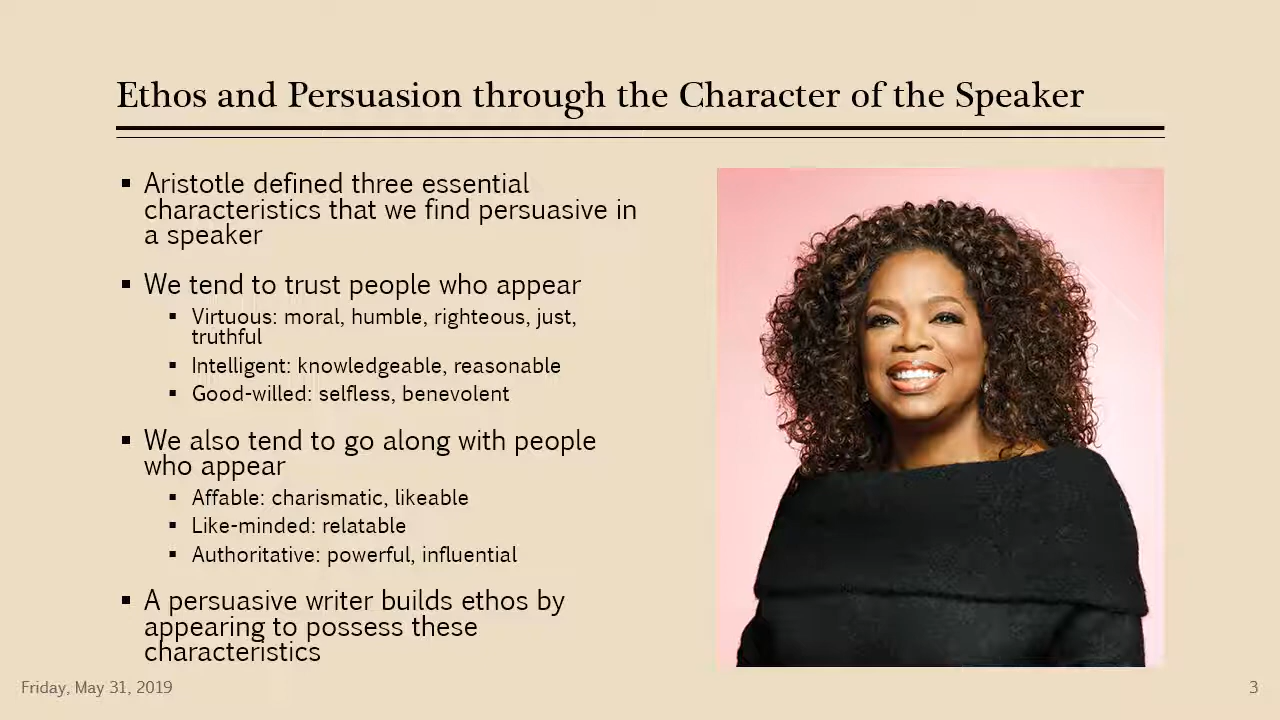 Ethos and Persuasion through the Character of the Speaker
▪ Aristotle defined three essential
characteristics that we find persuasive in
a speaker
▪ We tend to trust people who appear
▪ Virtuous: moral, humble, righteous, just,
truthful
▪ Intelligent: knowledgeable, reasonable
▪ Good-willed: selfless, benevolent
▪ We also tend to go along with people
who appear
▪ Affable: charismatic, likeable
▪ Like-minded: relatable
▪ Authoritative: powerful, influential
▪ A persuasive writer builds ethos by
appearing to possess these
characteristics
Friday, May 31, 2019
3